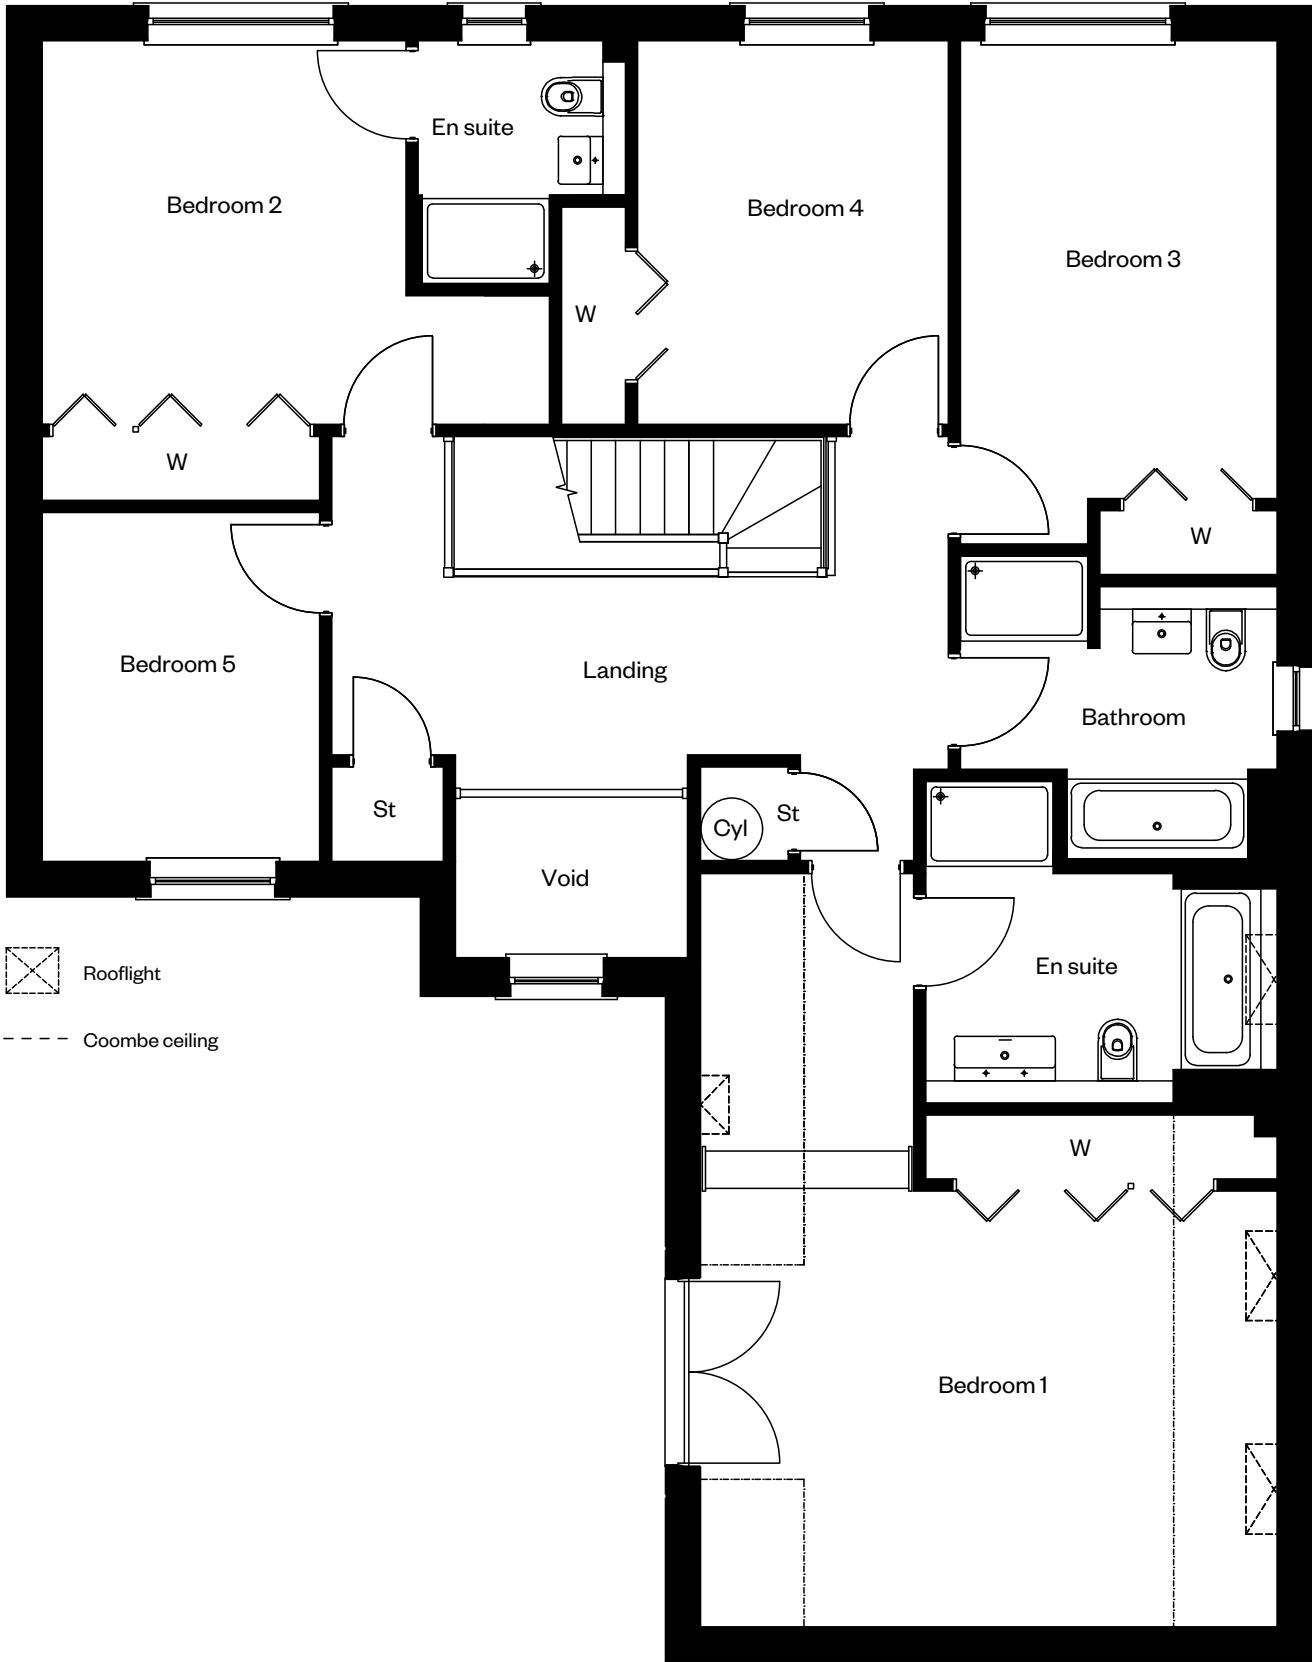 En suite
Bedroom 2
Bedroom 4
Bedroom 3
W
W
W
Bedroom 5
Landing
Bathroom
St
Cyl
St
Void
En suite
Rooflight
Coombe ceiling
W
Bedroom 1